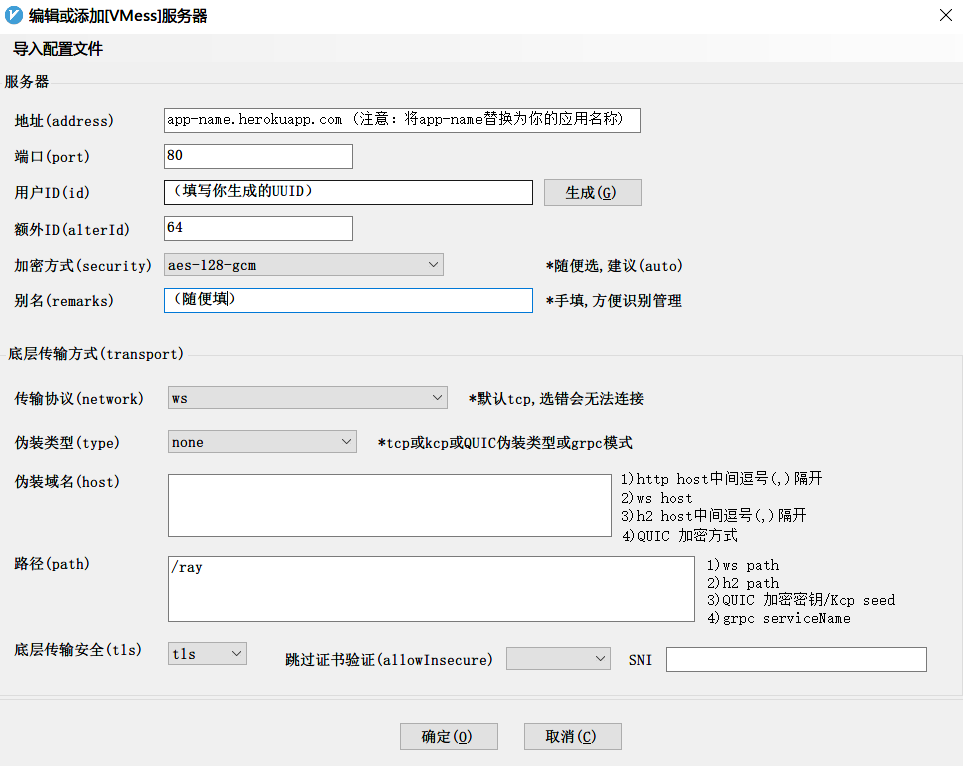 编辑或添加[VMess]服务器
导入配置文件
服务器
地址(address) app-name.herokuapp.com (注意: 将app-name替换为你的应用名称)
端口(port) 80
用户ID(id) (填写你生成的UUID) 生成(G)
额外ID(alterId) 64
加密方式(security) aes-128-gcm *随便选,建议(auto)
别名(remarks) (随便填) *手填,方便识别管理
底层传输方式(transport)
传输协议(network) ws *默认tcp,选错会无法连接
伪装类型(type) none *tcp或kcp或QUIC伪装类型或grpc模式
伪装域名(host)
1)http host中间逗号(,)隔开
2)ws host
3)h2 host中间逗号(,)隔开
4)QUIC 加密方式
路径(path) /ray
1)ws path
2)h2 path
3)QUIC 加密密钥/Kcp seed
4)grpc serviceName
底层传输安全(tls) tls 跳过证书验证(allowInsecure) SNI
确定(O) 取消(C)